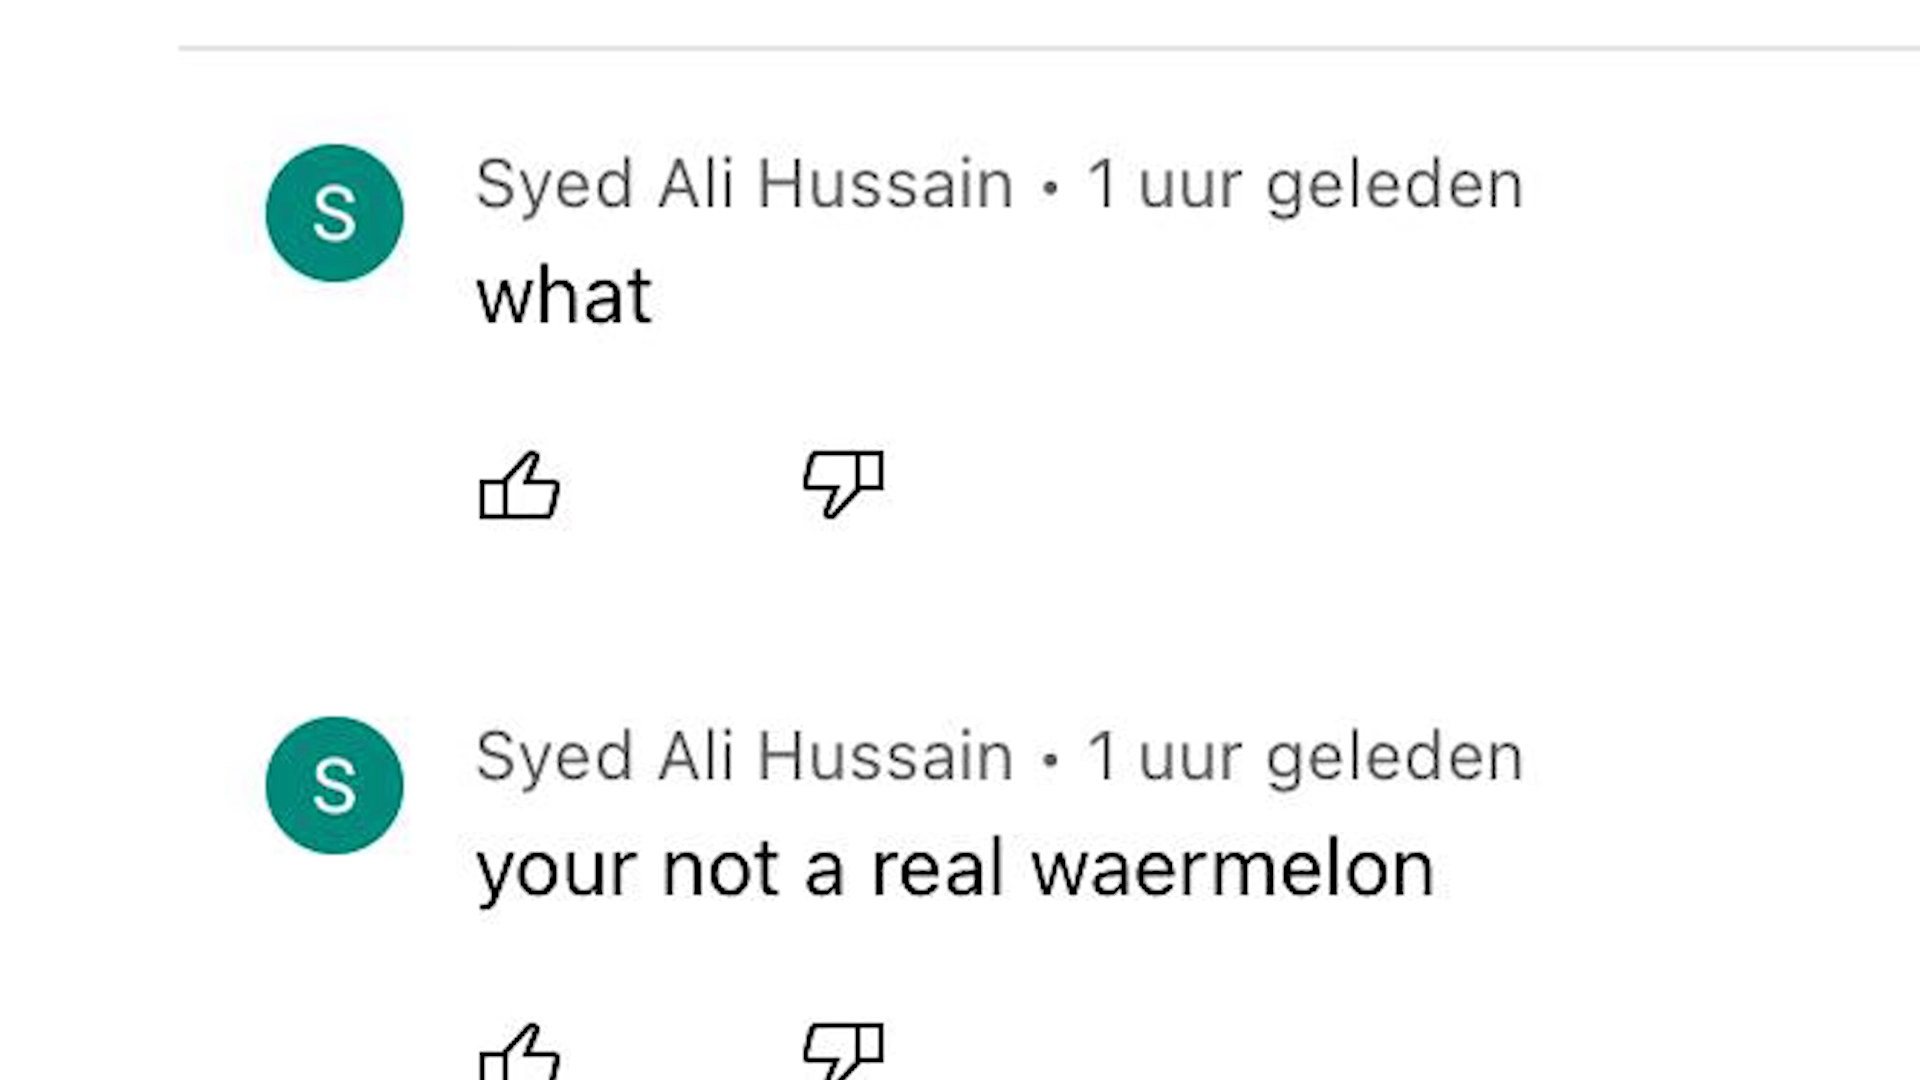 S
Syed Ali Hussain • 1 uur geleden
what
S
Syed Ali Hussain • 1 uur geleden
your not a real waermelon